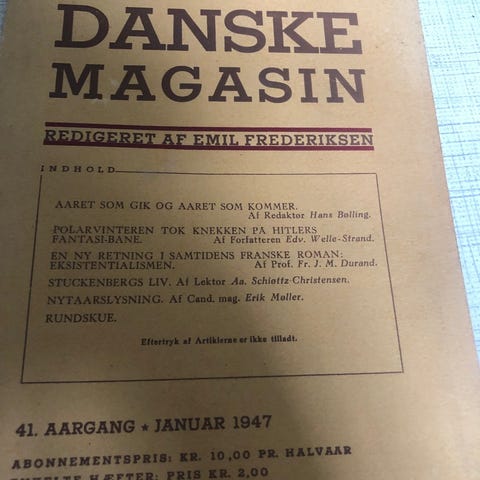 DANSKE
MAGASIN
REDIGERET AF EMIL FREDERIKSEN
INDHOLD
AARET SOM GIK OG AARET SOM KOMMER.
Af Redaktør Hans Bølling.
POLARVINTEREN TOK KNEKKEN PÅ HITLERS
FANTASI-BANE. Af Forfatteren Edv. Welle-Strand.
EN NY RETNING I SAMTIDENS FRANSKE ROMAN:
EKSISTENTIALISMEN. Af Prof. Fr. J. M. Durand.
STUCKENBERGS LIV. Af Lektor Aa. Schiøttz-Christensen.
NYTAARSLYSNING. Af Cand. mag. Erik Møller.
RUNDSKUE.
Eftertryk af Artiklerne er ikke tilladt.
41. AARGANG ★ JANUAR 1947
ABONNEMENTSPRIS: KR. 10,00 PR. HALVAAR
ENKELTE HÆFTER: PRIS KR. 2,00